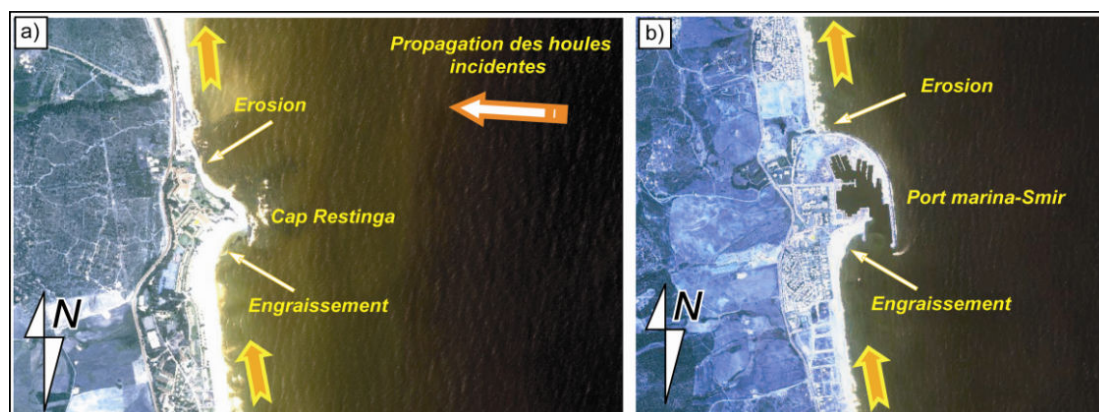 a)
Propagation des houles
incidentes
Erosion
Cap Restinga
Engraissement
N
b)
Erosion
Port marina-Smir
Engraissement
N